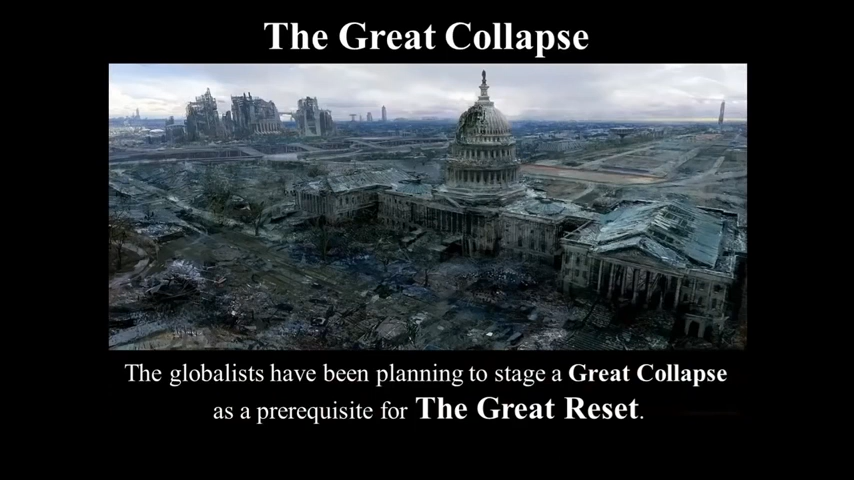 The Great Collapse
The globalists have been planning to stage a Great Collapse
as a prerequisite for The Great Reset.